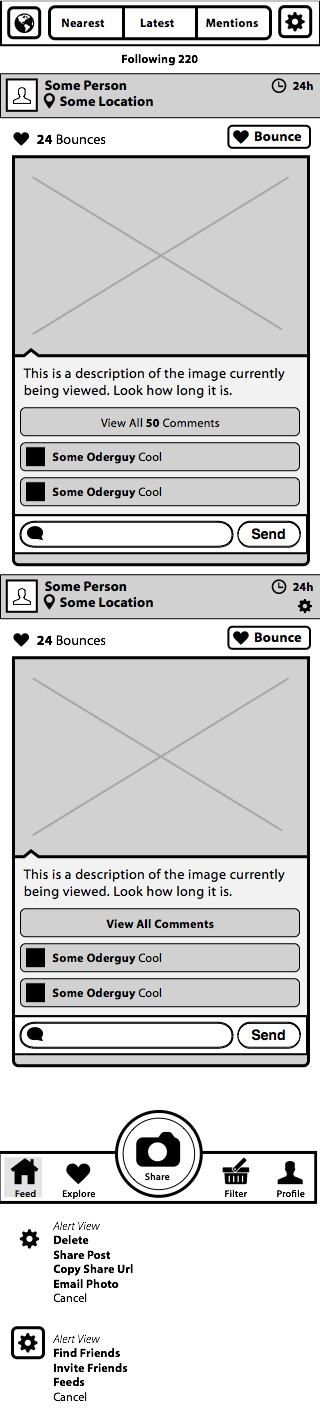 Nearest Latest Mentions
Following 220
Some Person 24h
Some Location
24 Bounces Bounce
This is a description of the image currently
being viewed. Look how long it is.
View All 50 Comments
Some Oderguy Cool
Some Oderguy Cool
Send
Some Person 24h
Some Location
24 Bounces Bounce
This is a description of the image currently
being viewed. Look how long it is.
View All Comments
Some Oderguy Cool
Some Oderguy Cool
Send
Feed Explore Share Filter Profile
Alert View
Delete
Share Post
Copy Share Url
Email Photo
Cancel
Alert View
Find Friends
Invite Friends
Feeds
Cancel